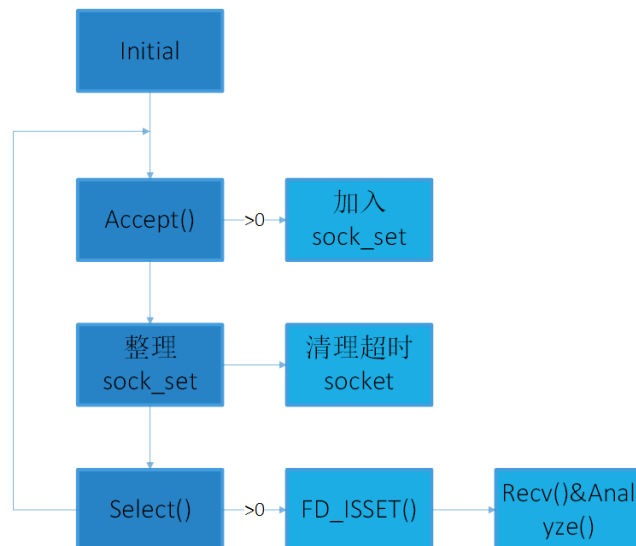 Initial
Accept()
>0
加入
sock_set
整理
sock_set
清理超时
socket
Select()
>0
FD_ISSET()
Recv()&Anal
yze()